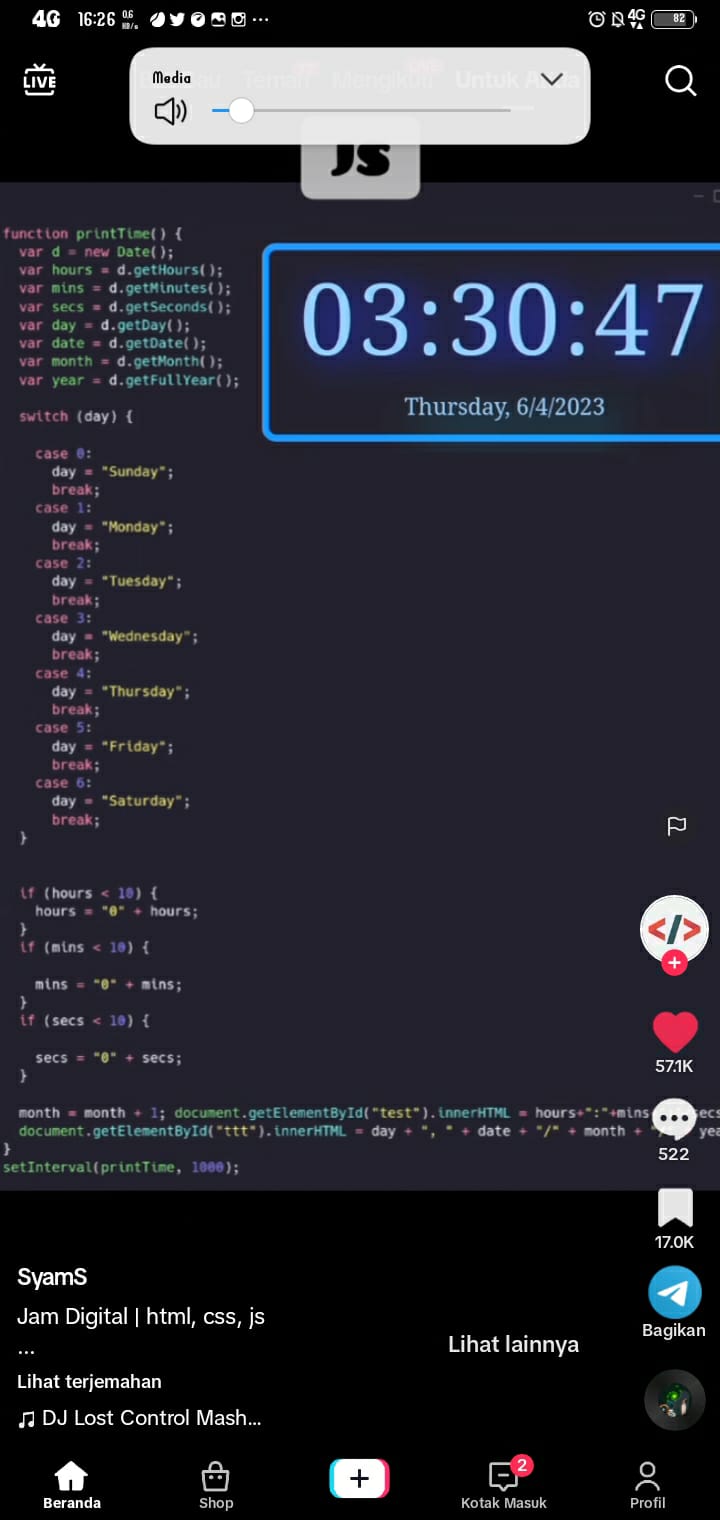 4G 16:26 0.6 KB/s ... 4G 82
LIVE
Media
Teman Mengikuti Untuk Anda
JS
function printTime() {
var d = new Date();
var hours = d.getHours();
var mins = d.getMinutes();
var secs = d.getSeconds();
var day = d.getDay();
var date = d.getDate();
var month = d.getMonth();
var year = d.getFullYear();
switch (day) {
case 0:
day = "Sunday";
break;
case 1:
day = "Monday";
break;
case 2:
day = "Tuesday";
break;
case 3:
day = "Wednesday";
break;
case 4:
day = "Thursday";
break;
case 5:
day = "Friday";
break;
case 6:
day = "Saturday";
break;
}
if (hours < 10) {
hours = "0" + hours;
}
if (mins < 10) {
mins = "0" + mins;
}
if (secs < 10) {
secs = "0" + secs;
}
month = month + 1; document.getElementById("test").innerHTML = hours+":"+mins secs
document.getElementById("ttt").innerHTML = day + ", " + date + "/" + month + yea
}
setInterval(printTime, 1000);
03:30:47
Thursday, 6/4/2023
</>
57.1K
522
17.0K
Bagikan
SyamS
Jam Digital | html, css, js
...
Lihat lainnya
Lihat terjemahan
DJ Lost Control Mash...
Beranda
Shop
2
Kotak Masuk
Profil